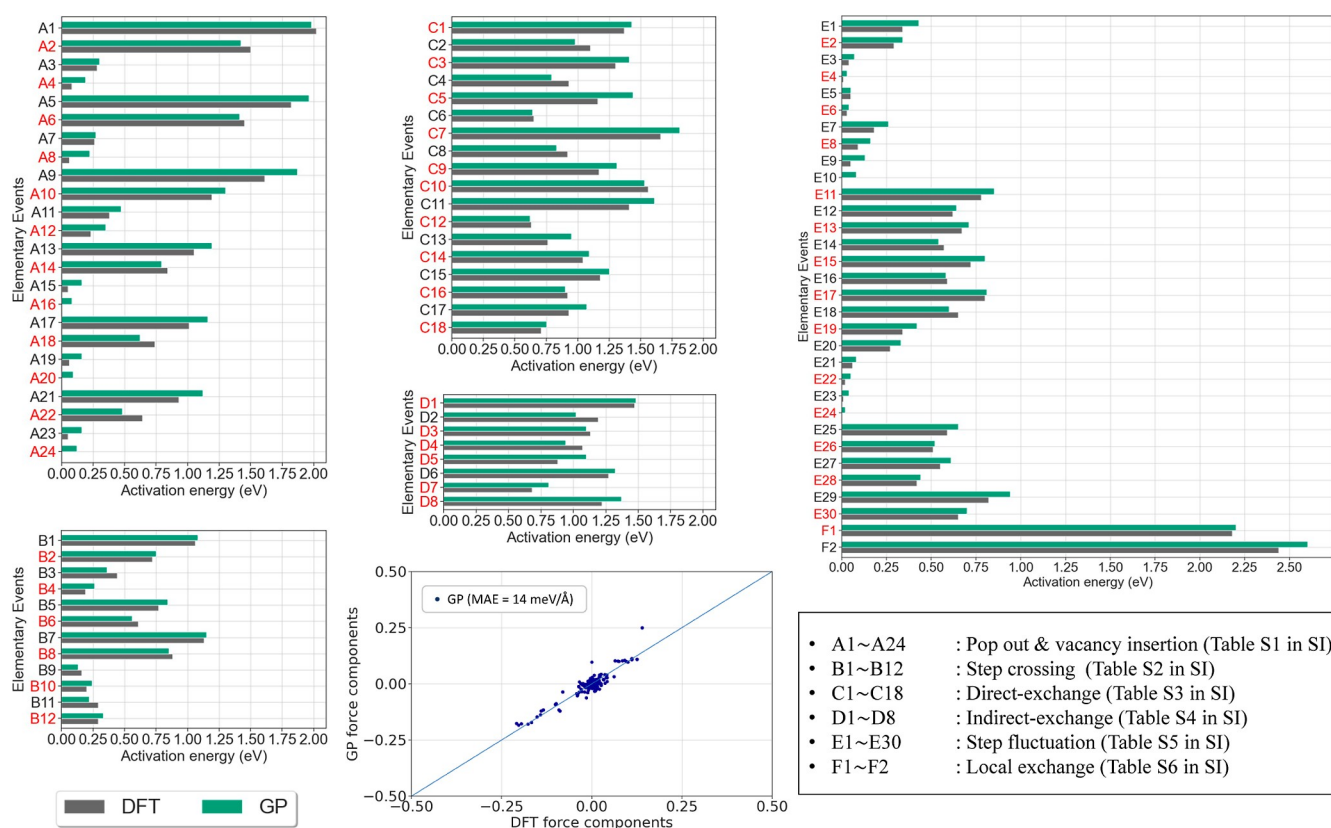 A1
A2
A3
A4
A5
A6
A7
A8
A9
A10
A11
A12
A13
A14
A15
A16
A17
A18
A19
A20
A21
A22
A23
A24
Elementary Events
0.00 0.25 0.50 0.75 1.00 1.25 1.50 1.75 2.00
Activation energy (eV)
B1
B2
B3
B4
B5
B6
B7
B8
B9
B10
B11
B12
Elementary Events
0.00 0.25 0.50 0.75 1.00 1.25 1.50 1.75 2.00
Activation energy (eV)
DFT GP
C1
C2
C3
C4
C5
C6
C7
C8
C9
C10
C11
C12
C13
C14
C15
C16
C17
C18
Elementary Events
0.00 0.25 0.50 0.75 1.00 1.25 1.50 1.75 2.00
Activation energy (eV)
D1
D2
D3
D4
D5
D6
D7
D8
Elementary Events
0.00 0.25 0.50 0.75 1.00 1.25 1.50 1.75 2.00
Activation energy (eV)
GP (MAE = 14 meV/Å)
0.50
0.25
0.00
−0.25
−0.50
GP force components
−0.50 −0.25 0.00 0.25 0.50
DFT force components
E1
E2
E3
E4
E5
E6
E7
E8
E9
E10
E11
E12
E13
E14
E15
E16
E17
E18
E19
E20
E21
E22
E23
E24
E25
E26
E27
E28
E29
E30
F1
F2
Elementary Events
0.00 0.25 0.50 0.75 1.00 1.25 1.50 1.75 2.00 2.25 2.50
Activation energy (eV)
• A1~A24 : Pop out & vacancy insertion (Table S1 in SI)
• B1~B12 : Step crossing (Table S2 in SI)
• C1~C18 : Direct-exchange (Table S3 in SI)
• D1~D8 : Indirect-exchange (Table S4 in SI)
• E1~E30 : Step fluctuation (Table S5 in SI)
• F1~F2 : Local exchange (Table S6 in SI)